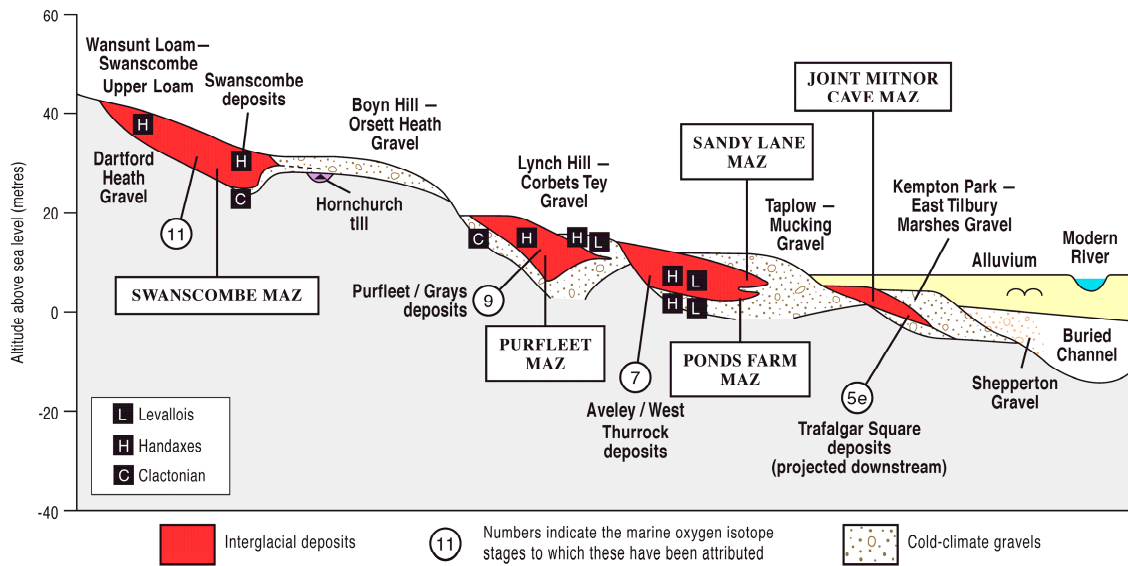 60
40
20
0
-20
-40
Altitude above sea level (metres)
Wansunt Loam –
Swanscombe
Upper Loam
Swanscombe
deposits
H
H
C
Dartford
Heath
Gravel
11
SWANSCOMBE MAZ
Boyn Hill –
Orsett Heath
Gravel
Hornchurch
till
Lynch Hill –
Corbets Tey
Gravel
C
H
H
L
Purfleet / Grays
deposits
9
PURFLEET
MAZ
SANDY LANE
MAZ
H
L
H
L
7
Aveley / West
Thurrock
deposits
PONDS FARM
MAZ
Taplow –
Mucking
Gravel
JOINT MITNOR
CAVE MAZ
Kempton Park –
East Tilbury
Marshes Gravel
5e
Trafalgar Square
deposits
(projected downstream)
Alluvium
Modern
River
Buried
Channel
Shepperton
Gravel
L Levallois
H Handaxes
C Clactonian
Interglacial deposits
11
Numbers indicate the marine oxygen isotope
stages to which these have been attributed
Cold-climate gravels